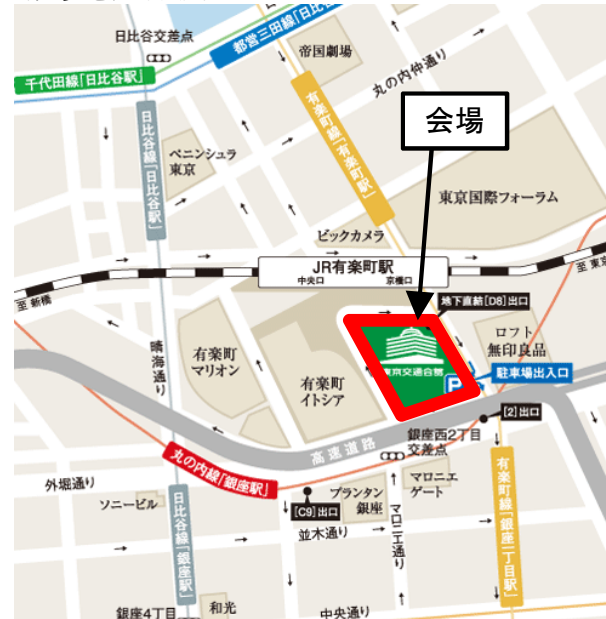 日比谷交差点
都営三田線「日比谷駅」
帝国劇場
千代田線「日比谷駅」
丸の内仲通り
有楽町線「有楽町駅」
会場
日比谷線「日比谷駅」
ペニンシュラ
東京
東京国際フォーラム
ビックカメラ
JR有楽町駅
中央口
京橋口
至 新橋
至 東京
地下直結[D8]出口
ロフト
無印良品
東京交通会館
P
駐車場出入口
晴海通り
有楽町
マリオン
有楽町
イトシア
[2]出口
高速道路
銀座西2丁目
交差点
丸の内線「銀座駅」
外堀通り
ソニービル
[C9]出口
プランタン
銀座
マロニエ
ゲート
並木通り
マロニエ通り
有楽町線「銀座一丁目駅」
日比谷線「銀座駅」
銀座4丁目
和光
中央通り